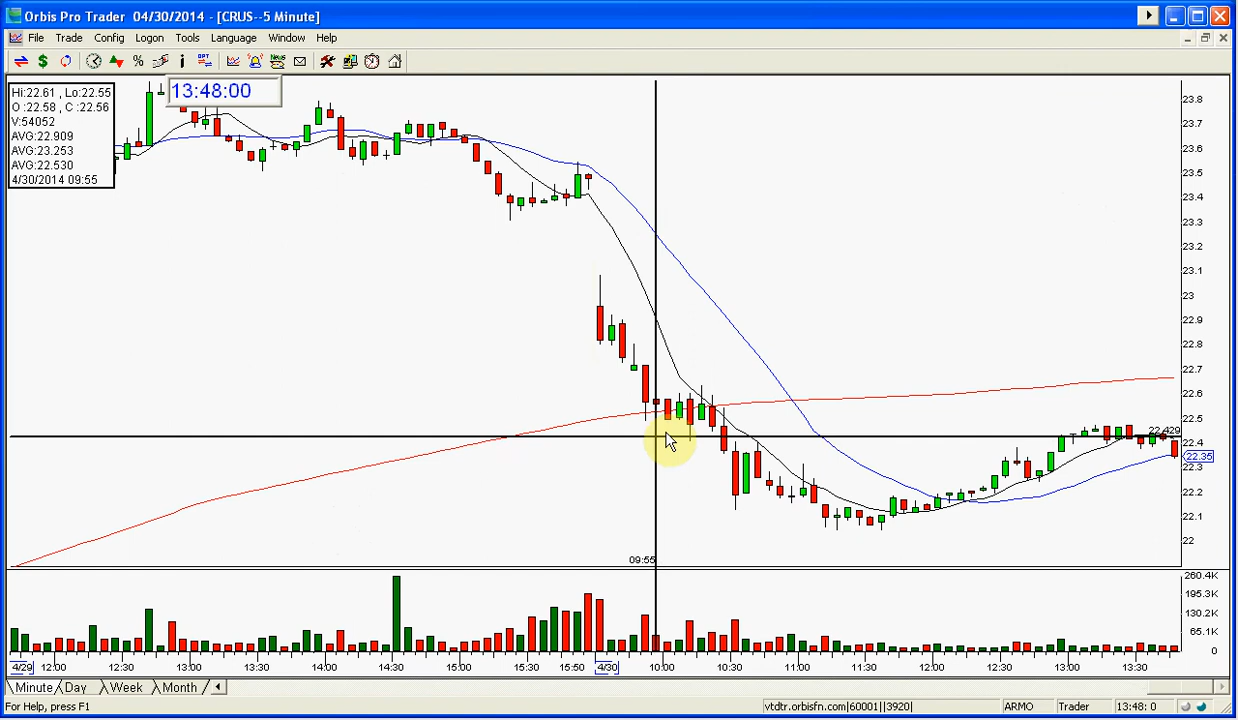 Orbis Pro Trader 04/30/2014 - [CRUS--5 Minute]
File Trade Config Logon Tools Language Window Help
Hi:22.61 , Lo:22.55
O :22.58 , C :22.56
V:54052
AVG:22.909
AVG:23.253
AVG:22.530
4/30/2014 09:55
13:48:00
23.8
23.7
23.6
23.5
23.4
23.3
23.2
23.1
23
22.9
22.8
22.7
22.6
22.5
22.429
22.4
22.35
22.3
22.2
22.1
22
09:55
260.4K
195.3K
130.2K
65.1K
0
4/29 12:00 12:30 13:00 13:30 14:00 14:30 15:00 15:30 15:50 4/30 10:00 10:30 11:00 11:30 12:00 12:30 13:00 13:30
Minute Day Week Month
For Help, press F1 vtdtr.orbisfn.com|60001||3920| ARMO Trader 13:48: 0